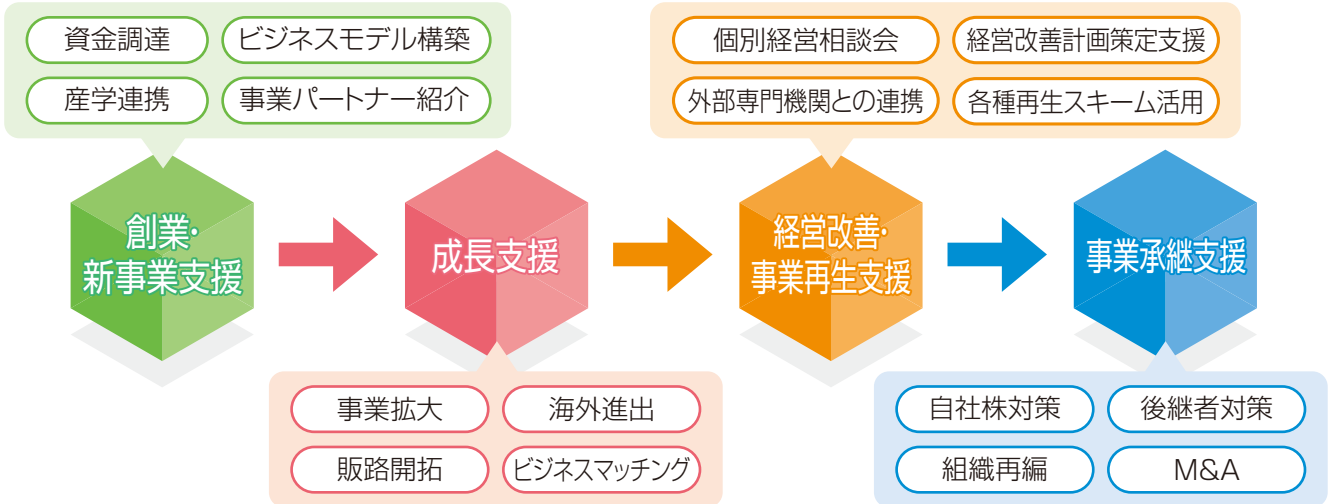 資金調達
ビジネスモデル構築
産学連携
事業パートナー紹介
個別経営相談会
経営改善計画策定支援
外部専門機関との連携
各種再生スキーム活用
創業・
新事業支援
成長支援
経営改善・
事業再生支援
事業承継支援
事業拡大
海外進出
販路開拓
ビジネスマッチング
自社株対策
後継者対策
組織再編
M&A